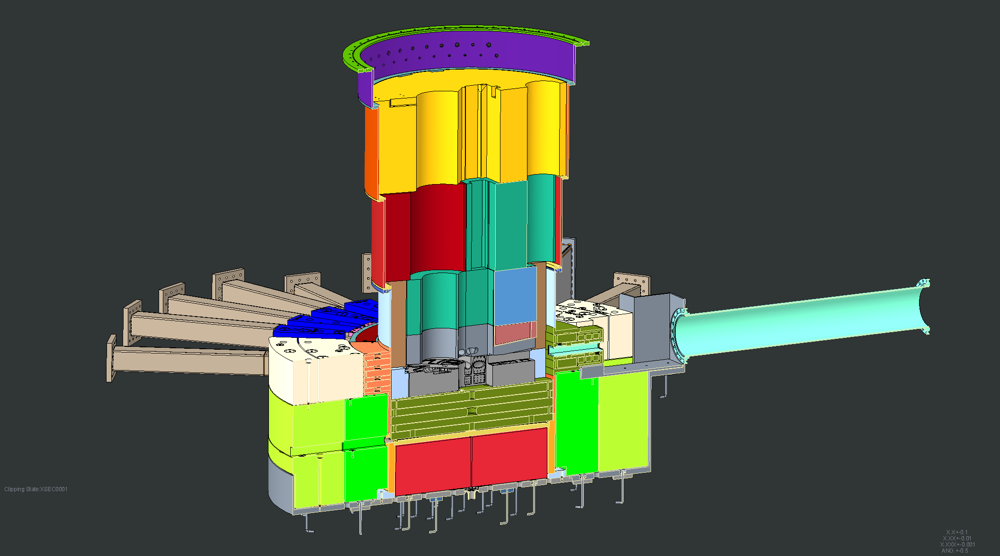 Clipping State:XSEC0001
X.X+-0.1
X.XX+-0.01
X.XXX+-0.001
ANG.+-0.5